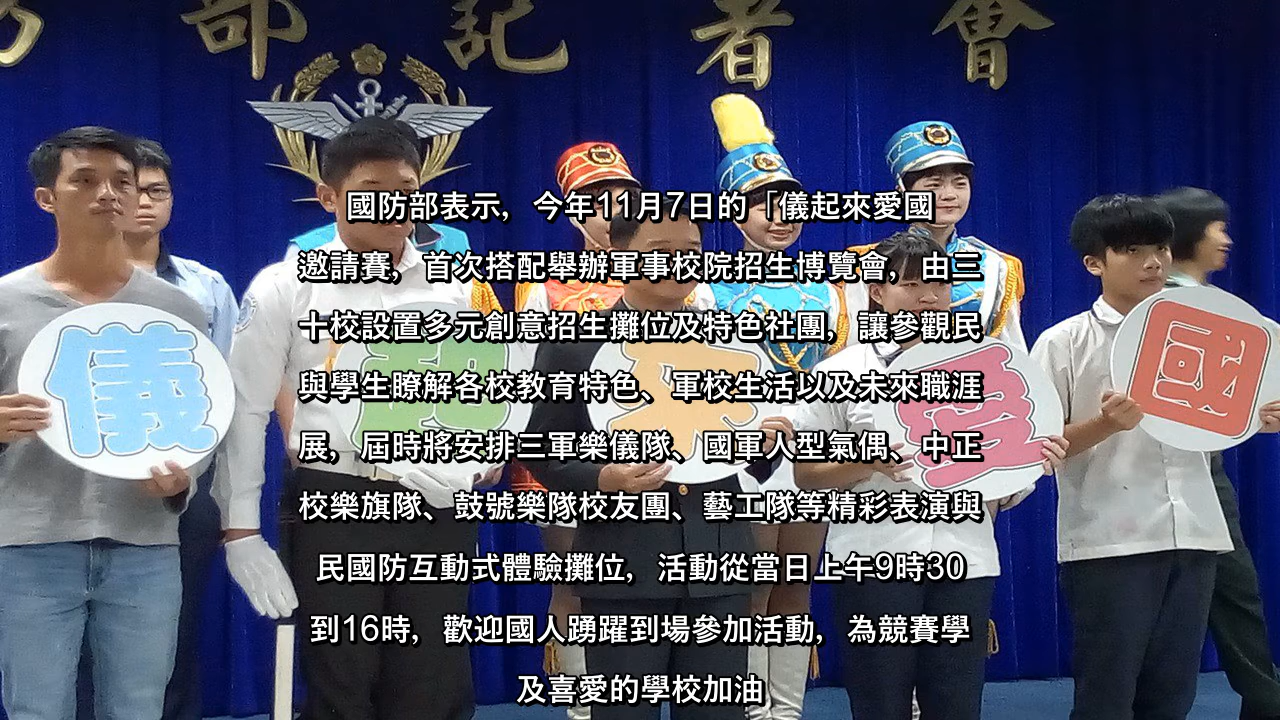 部記者會
國防部表示，今年11月7日的「儀起來愛國
邀請賽，首次搭配舉辦軍事校院招生博覽會，由三
十校設置多元創意招生攤位及特色社團，讓參觀民
與學生瞭解各校教育特色、軍校生活以及未來職涯
展，屆時將安排三軍樂儀隊、國軍人型氣偶、中正
校樂旗隊、鼓號樂隊校友團、藝工隊等精彩表演與
民國防互動式體驗攤位，活動從當日上午9時30
到16時，歡迎國人踴躍到場參加活動，為競賽學
及喜愛的學校加油
儀起來愛國